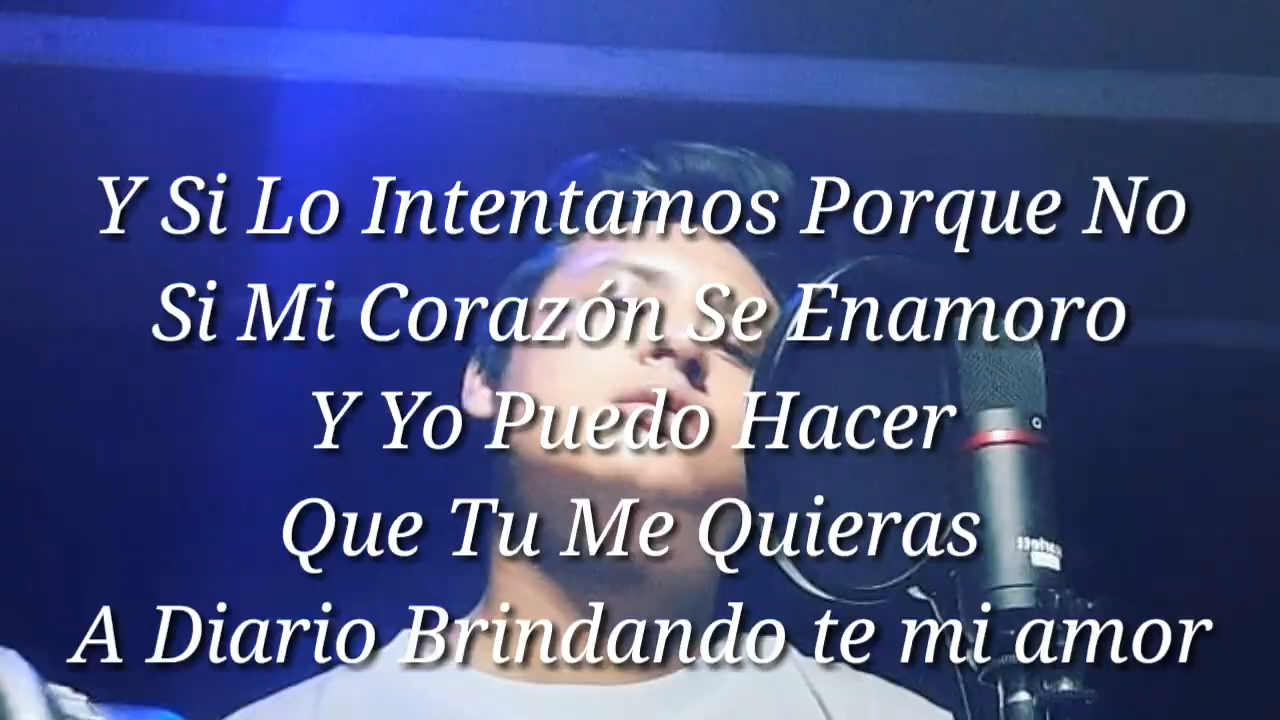 Y Si Lo Intentamos Porque No
Si Mi Corazón Se Enamoro
Y Yo Puedo Hacer
Que Tu Me Quieras
A Diario Brindando te mi amor